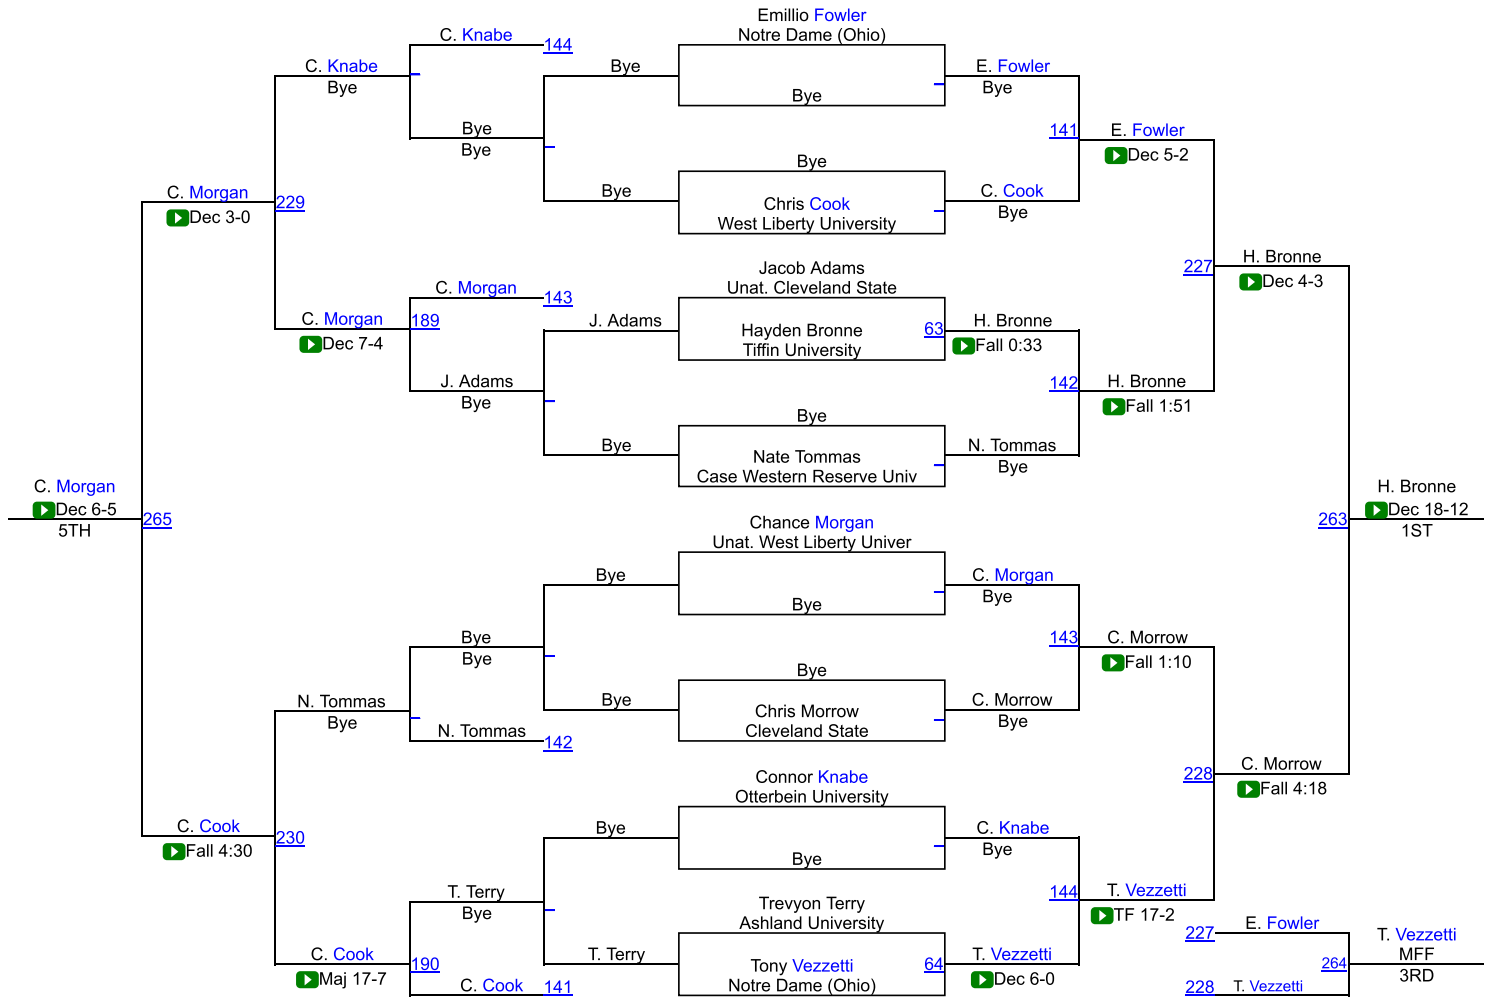 Emillio Fowler
Notre Dame (Ohio)
C. Knabe
144
C. Knabe
Bye
Bye
E. Fowler
Bye
Bye
Bye
Bye
141
E. Fowler
Dec 5-2
Bye
C. Morgan
Dec 3-0
229
Bye
Chris Cook
West Liberty University
C. Cook
Bye
Jacob Adams
Unat. Cleveland State
H. Bronne
227
Dec 4-3
C. Morgan
143
C. Morgan
189
Dec 7-4
J. Adams
Hayden Bronne
63
Tiffin University
H. Bronne
Fall 0:33
J. Adams
Bye
142
H. Bronne
Fall 1:51
Bye
Bye
Nate Tommas
Case Western Reserve Univ
N. Tommas
Bye
C. Morgan
Dec 6-5
5TH
265
Chance Morgan
Unat. West Liberty Univer
H. Bronne
263
Dec 18-12
1ST
Bye
Bye
C. Morgan
Bye
Bye
Bye
143
C. Morrow
Fall 1:10
Bye
N. Tommas
Bye
Bye
Chris Morrow
Cleveland State
C. Morrow
Bye
N. Tommas
142
Connor Knabe
Otterbein University
228
C. Morrow
Fall 4:18
C. Cook
Fall 4:30
230
Bye
Bye
C. Knabe
Bye
T. Terry
Bye
Trevyon Terry
Ashland University
144
T. Vezzetti
TF 17-2
C. Cook
Maj 17-7
190
T. Terry
Tony Vezzetti
64
Notre Dame (Ohio)
T. Vezzetti
Dec 6-0
C. Cook
141
227
E. Fowler
264
T. Vezzetti
MFF
3RD
228
T. Vezzetti